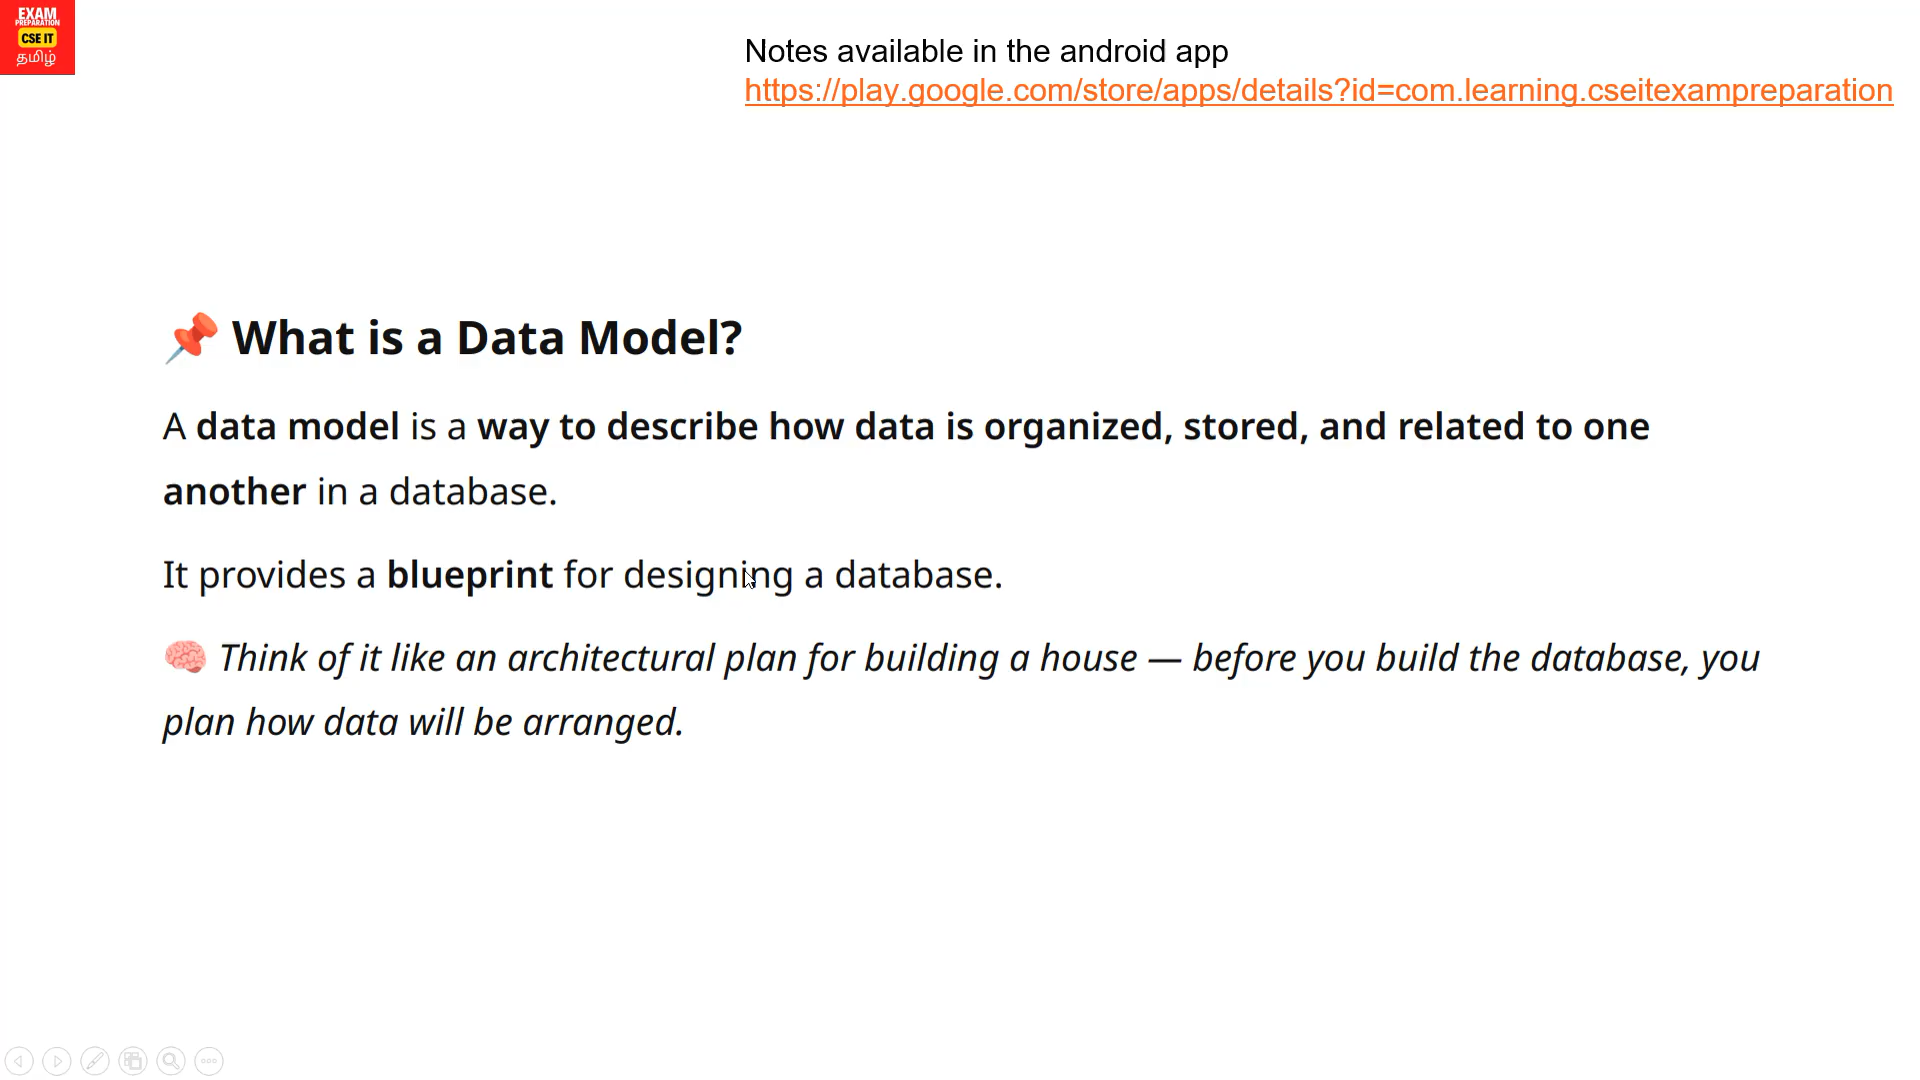 EXAM
PREPARATION
CSE IT
தமிழ்
Notes available in the android app
https://play.google.com/store/apps/details?id=com.learning.cseitexampreparation
📌 What is a Data Model?
A data model is a way to describe how data is organized, stored, and related to one
another in a database.
It provides a blueprint for designing a database.
🧠 Think of it like an architectural plan for building a house — before you build the database, you
plan how data will be arranged.